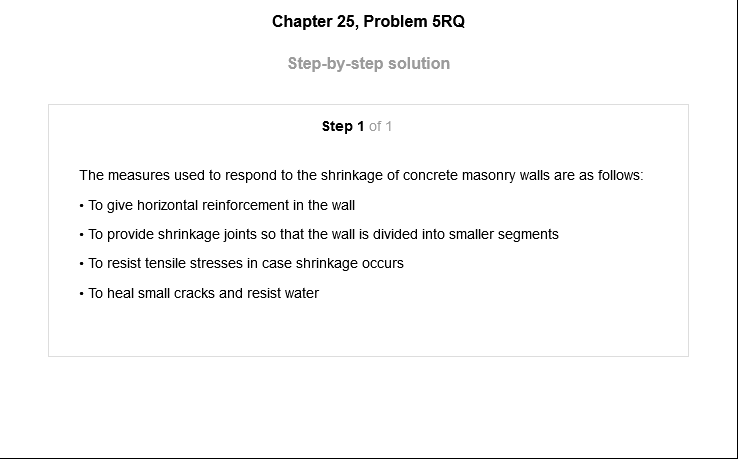 Chapter 25, Problem 5RQ
Step-by-step solution
Step 1 of 1
The measures used to respond to the shrinkage of concrete masonry walls are as follows:
• To give horizontal reinforcement in the wall
• To provide shrinkage joints so that the wall is divided into smaller segments
• To resist tensile stresses in case shrinkage occurs
• To heal small cracks and resist water